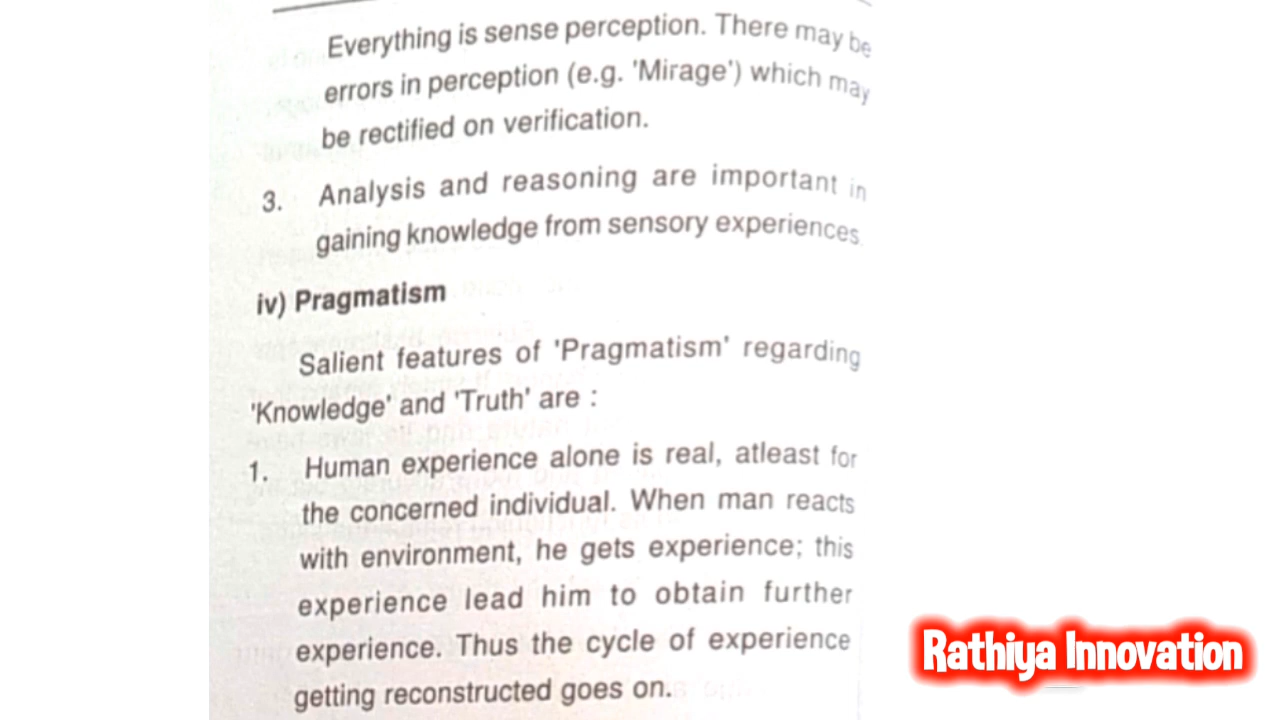 Everything is sense perception. There may be
errors in perception (e.g. 'Mirage') which may
be rectified on verification.
3. Analysis and reasoning are important in
gaining knowledge from sensory experiences
iv) Pragmatism
Salient features of 'Pragmatism' regarding
'Knowledge' and 'Truth' are :
1. Human experience alone is real, atleast for
the concerned individual. When man reacts
with environment, he gets experience; this
experience lead him to obtain further
experience. Thus the cycle of experience
getting reconstructed goes on.
Rathiya Innovation